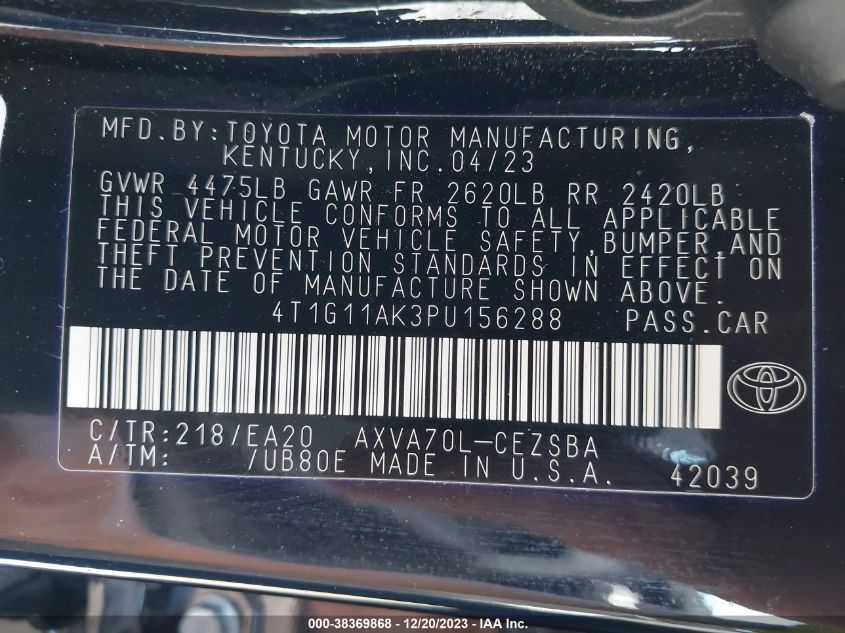 MFD.BY:TOYOTA MOTOR MANUFACTURING,
KENTUCKY,INC.04/23
GVWR 4475LB GAWR FR 2620LB RR 2420LB
THIS VEHICLE CONFORMS TO ALL APPLICABLE
FEDERAL MOTOR VEHICLE SAFETY,BUMPER,AND
THEFT PREVENTION STANDARDS IN EFFECT ON
THE DATE OF MANUFACTURE SHOWN ABOVE.
4T1G11AK3PU156288 PASS.CAR
C/TR:218/EA20 AXVA70L-CEZSBA
A/TM: /UB80E MADE IN U.S.A. 42039
000-38369868 - 12/20/2023 - IAA Inc.